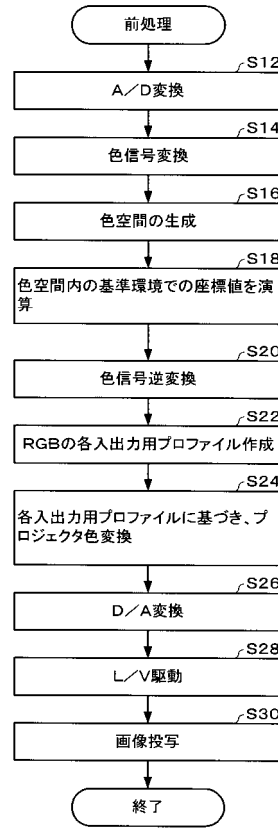 前処理
S12
A／D変換
S14
色信号変換
S16
色空間の生成
S18
色空間内の基準環境での座標値を演
算
S20
色信号逆変換
S22
RGBの各入出力用プロファイル作成
S24
各入出力用プロファイルに基づき、プ
ロジェクタ色変換
S26
D／A変換
S28
L／V駆動
S30
画像投写
終了